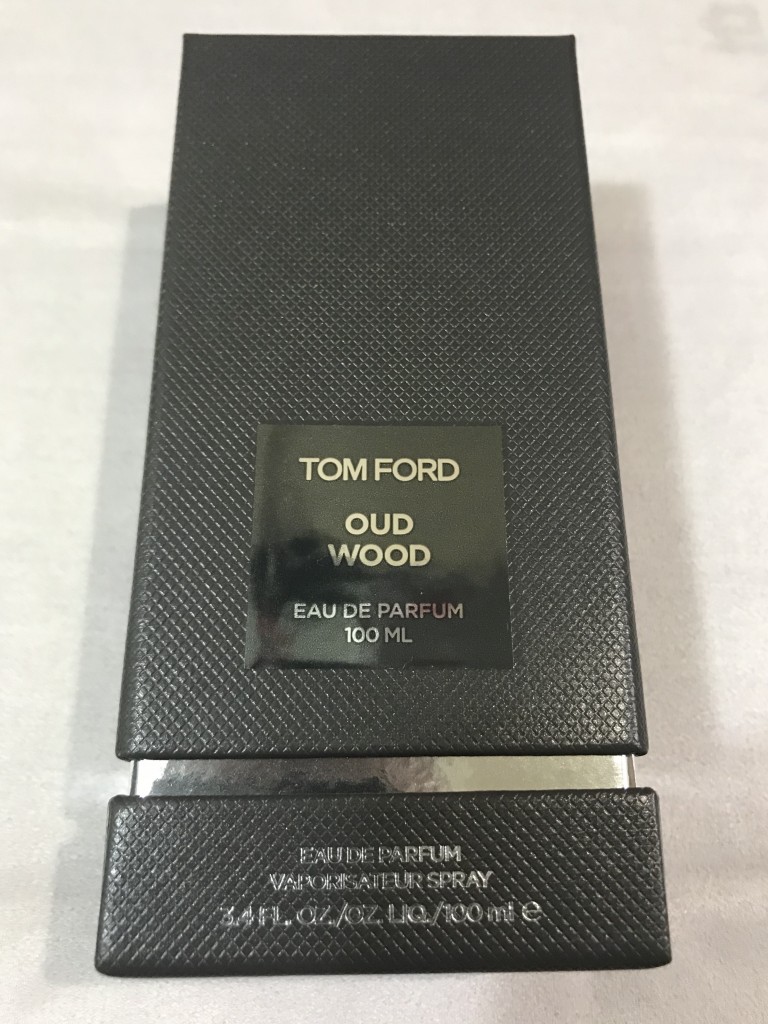 TOM FORD
OUD
WOOD
EAU DE PARFUM
100 ML
EAU DE PARFUM
VAPORISATEUR SPRAY
3.4 FL. OZ./OZ. LIQ./100 ml ℮